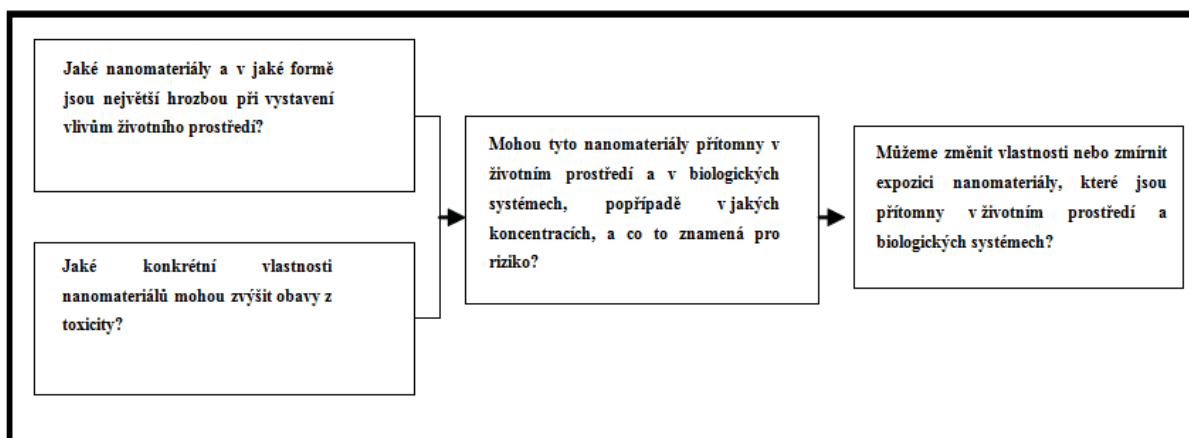 Jaké nanomateriály a v jaké formě
jsou největší hrozbou při vystavení
vlivům životního prostředí?
Jaké konkrétní vlastnosti
nanomateriálů mohou zvýšit obavy z
toxicity?
Mohou tyto nanomateriály přítomny v
životním prostředí a v biologických
systémech, popřípadě v jakých
koncentracích, a co to znamená pro
riziko?
Můžeme změnit vlastnosti nebo zmírnit
expozici nanomateriály, které jsou
přítomny v životním prostředí a
biologických systémech?